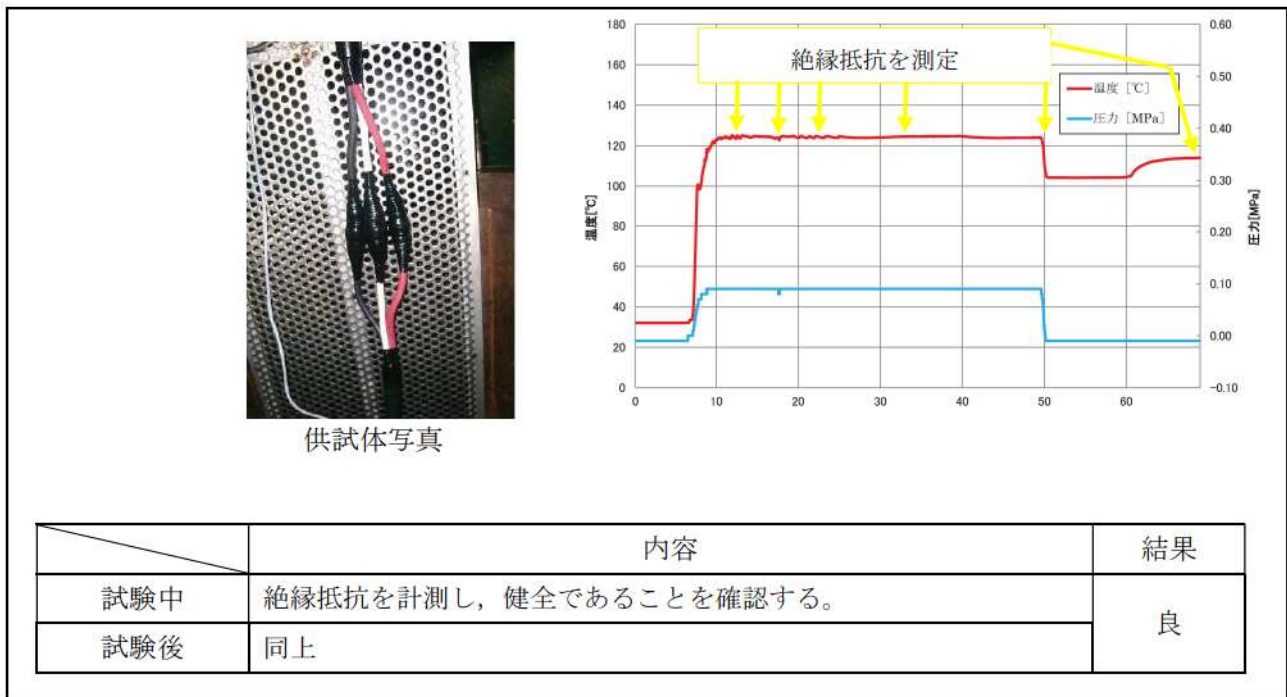 供試体写真
絶縁抵抗を測定
温度［℃］
圧力［MPa］
温度[℃]
180
160
140
120
100
80
60
40
20
0
0
10
20
30
40
50
60
0.60
0.50
0.40
0.30
0.20
0.10
0.00
-0.10
圧力[MPa]
内容
結果
試験中
絶縁抵抗を計測し，健全であることを確認する。
良
試験後
同上